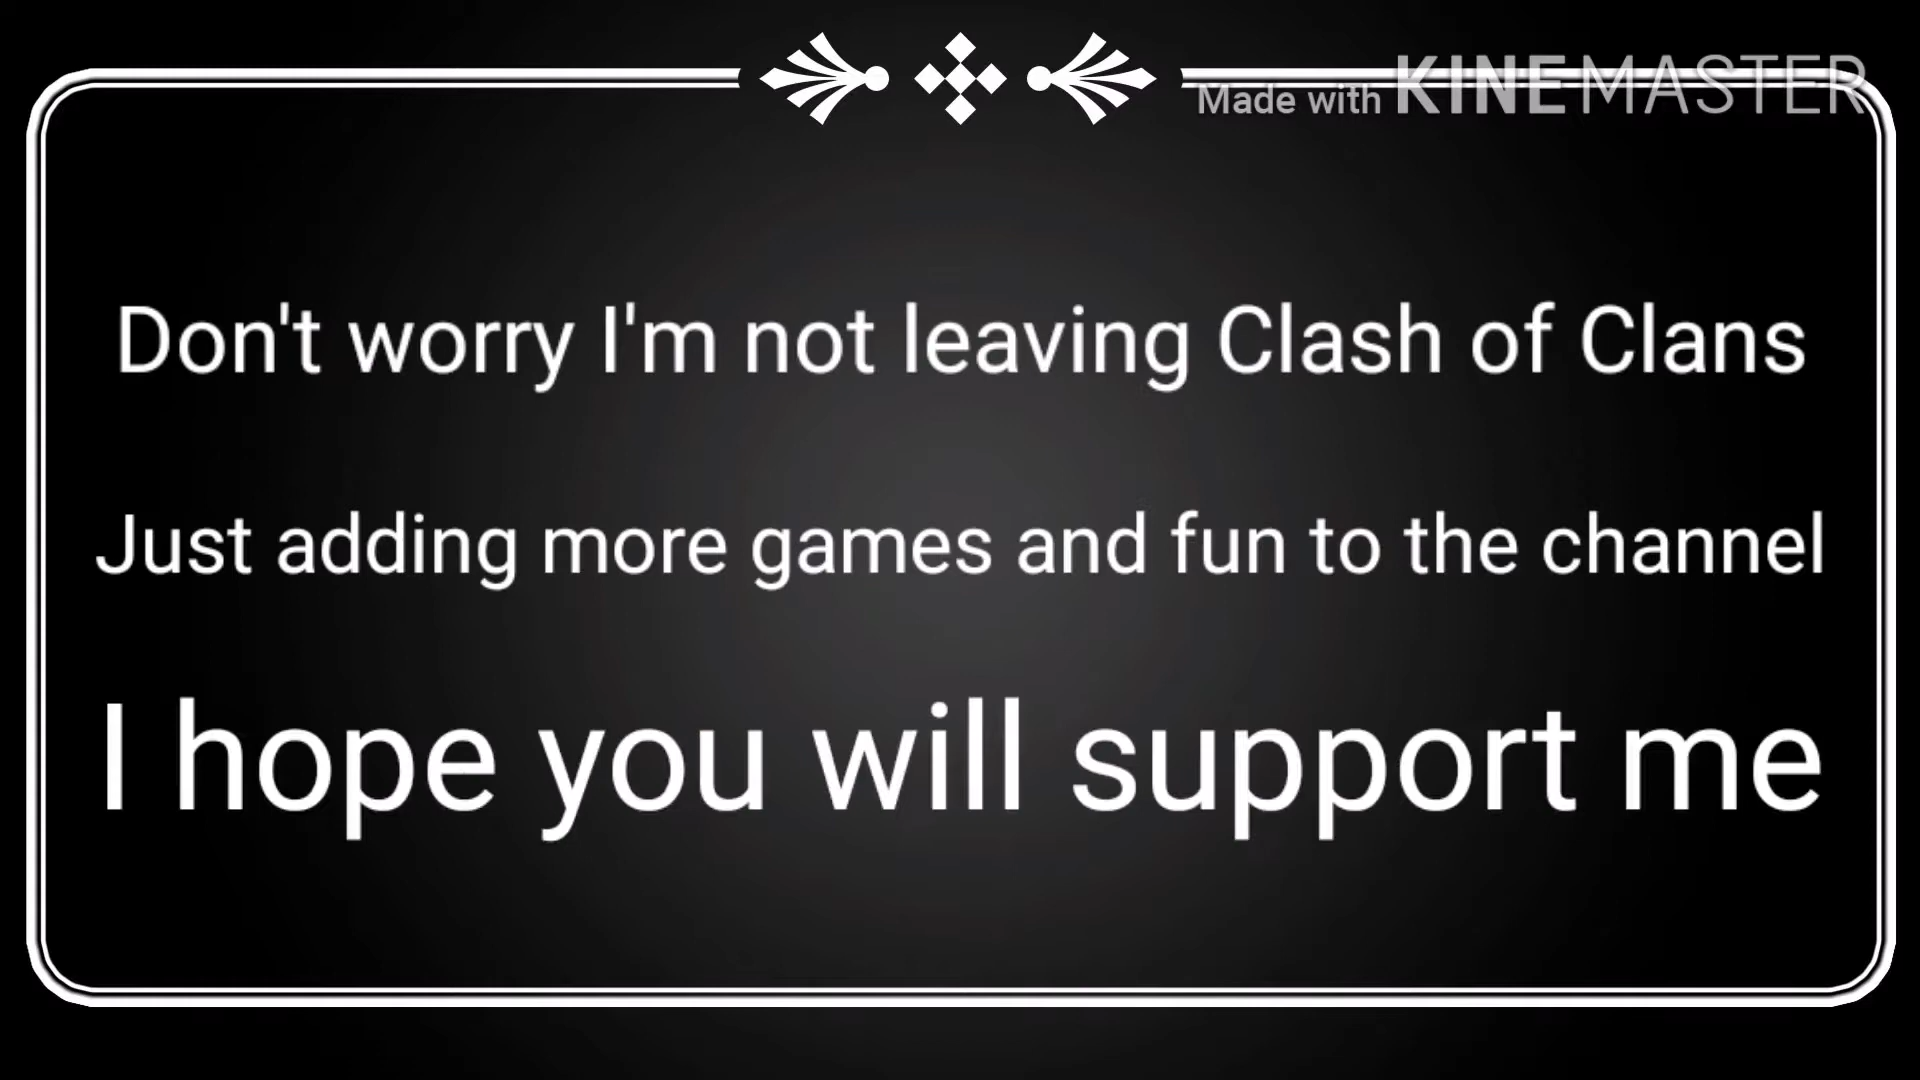 Made with KINEMASTER
Don't worry I'm not leaving Clash of Clans
Just adding more games and fun to the channel
I hope you will support me